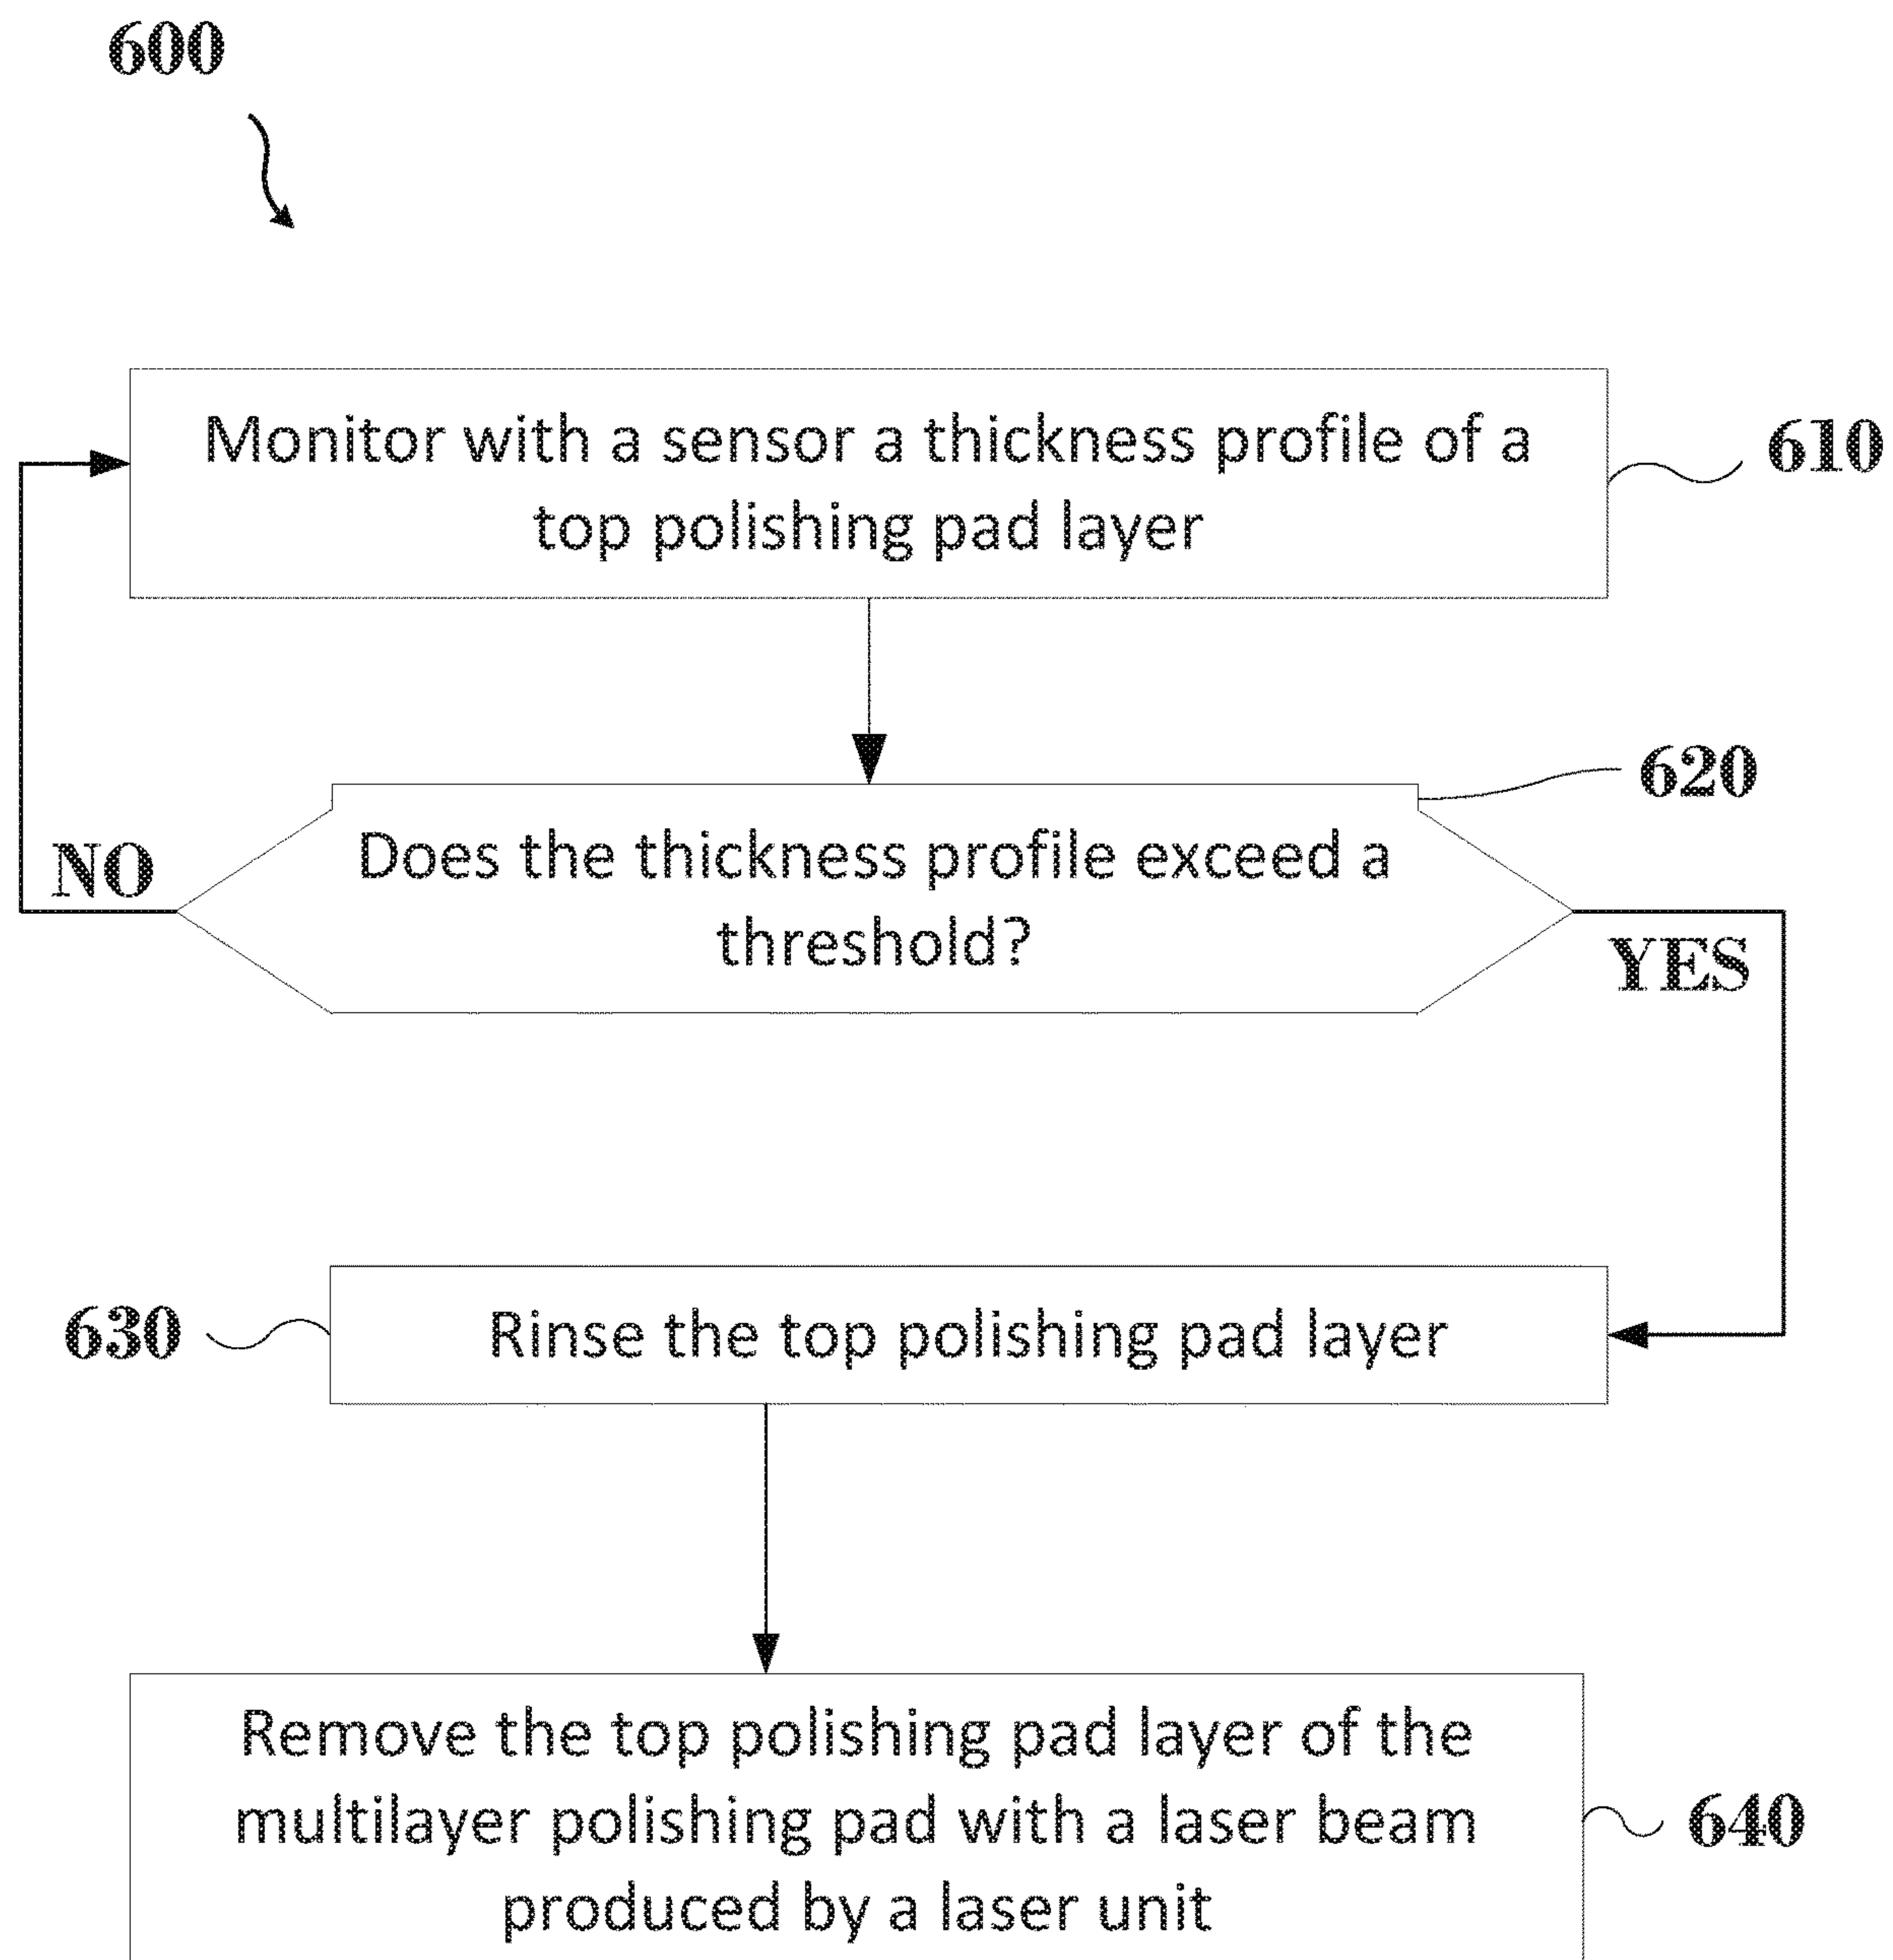 600
Monitor with a sensor a thickness profile of a
top polishing pad layer
610
620
Does the thickness profile exceed a
threshold?
NO
YES
630
Rinse the top polishing pad layer
Remove the top polishing pad layer of the
multilayer polishing pad with a laser beam
produced by a laser unit
640